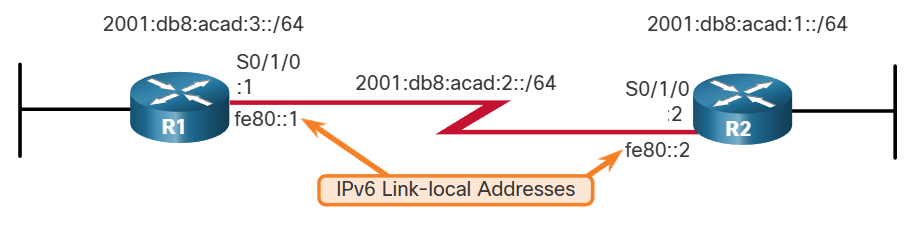 2001:db8:acad:3::/64
2001:db8:acad:1::/64
S0/1/0
:1
2001:db8:acad:2::/64
S0/1/0
:2
R1
fe80::1
R2
fe80::2
IPv6 Link-local Addresses